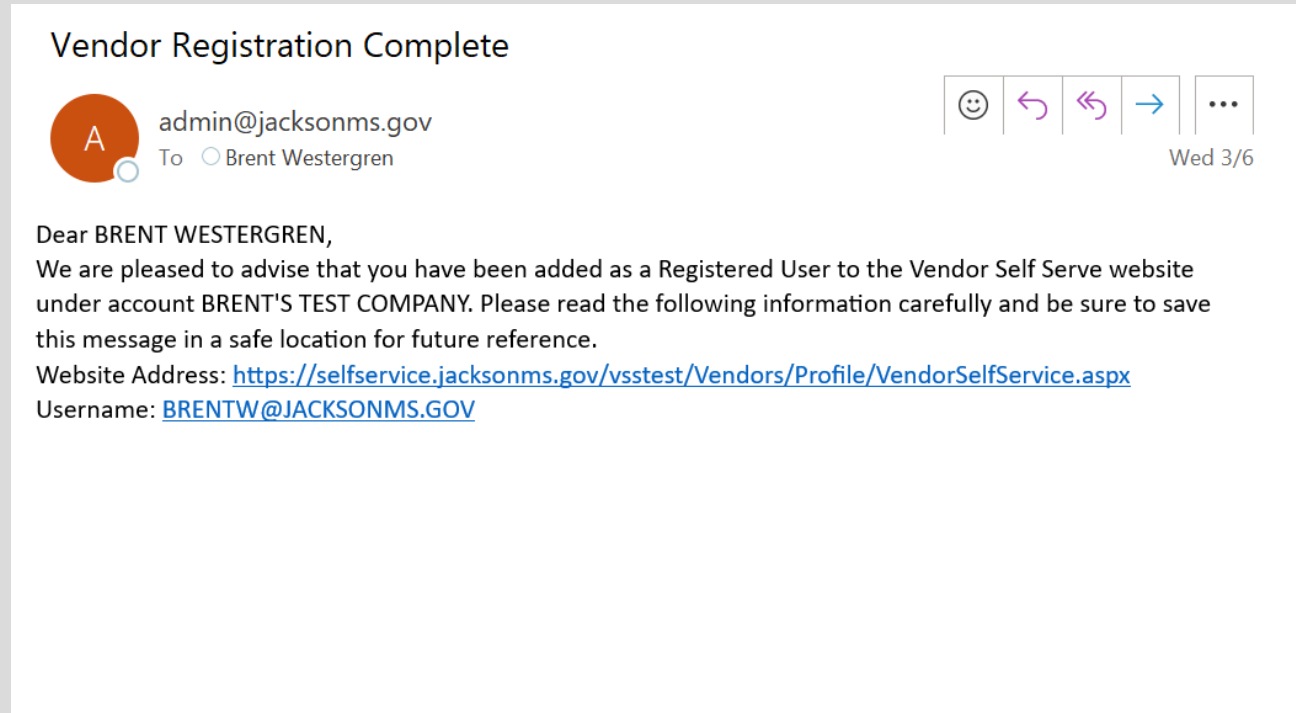 Vendor Registration Complete
A
admin@jacksonms.gov
To Brent Westergren
Wed 3/6
Dear BRENT WESTERGREN,
We are pleased to advise that you have been added as a Registered User to the Vendor Self Serve website
under account BRENT'S TEST COMPANY. Please read the following information carefully and be sure to save
this message in a safe location for future reference.
Website Address: https://selfservice.jacksonms.gov/vsstest/Vendors/Profile/VendorSelfService.aspx
Username: BRENTW@JACKSONMS.GOV